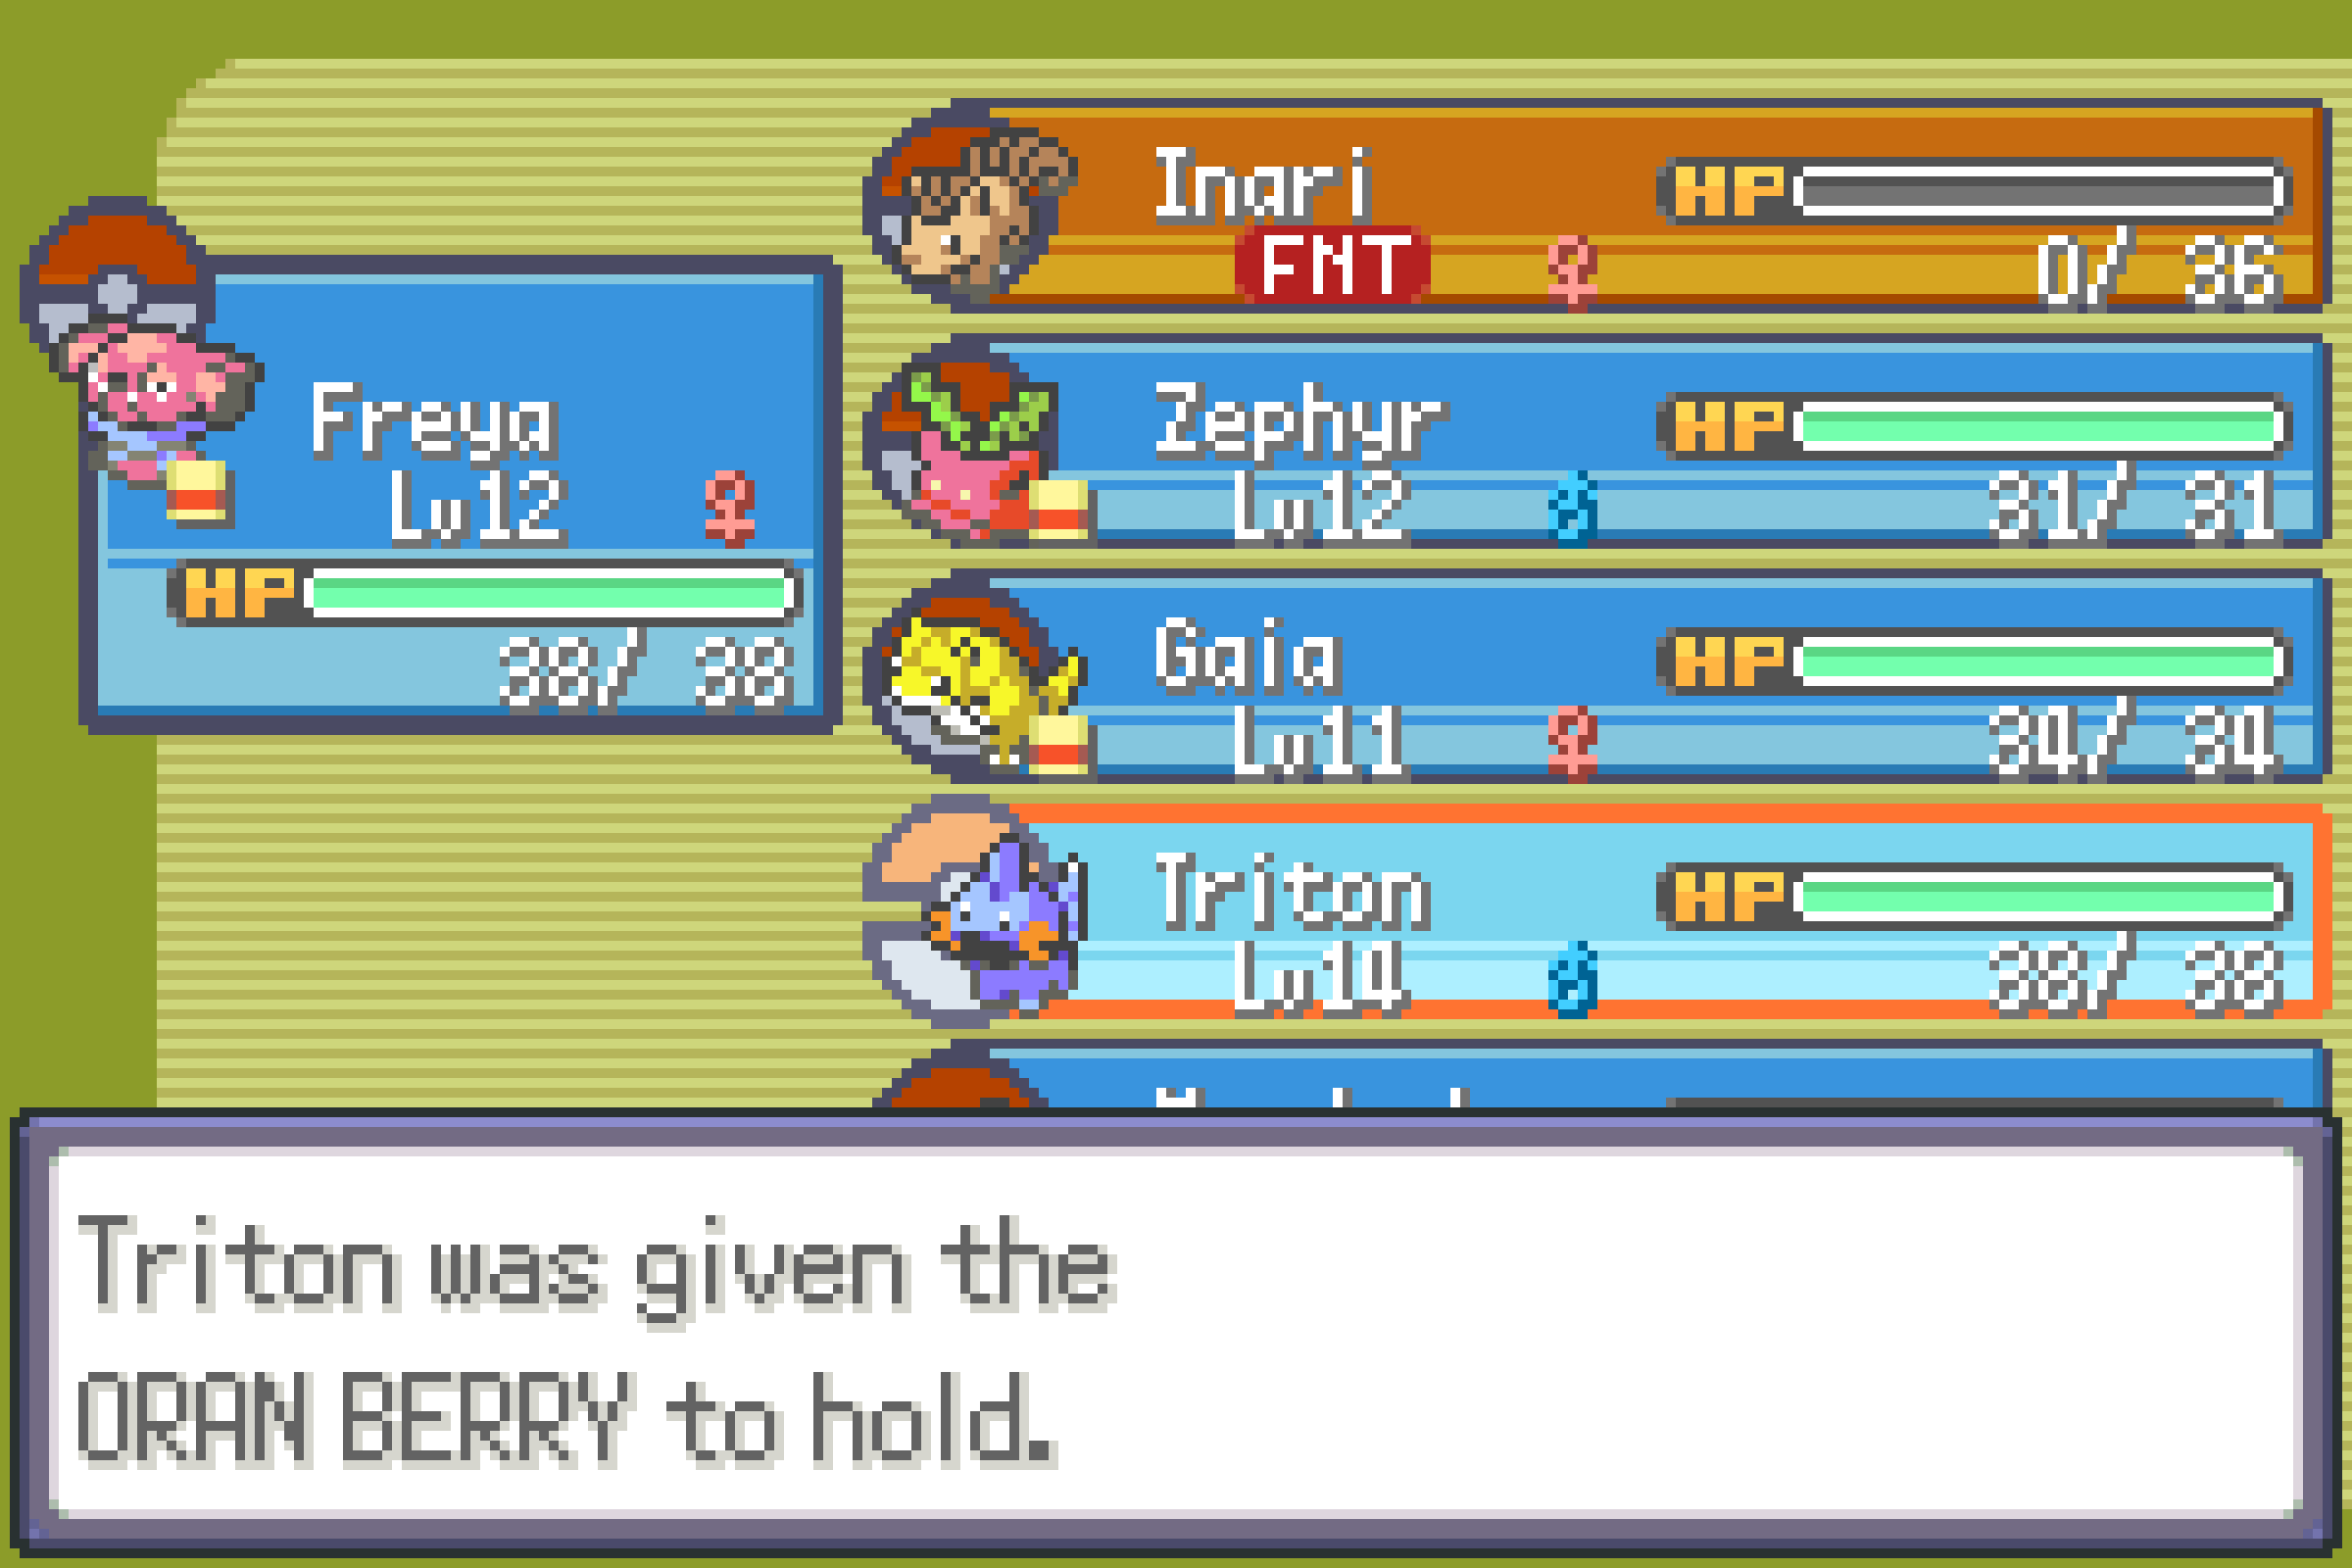 Freya
Lv12 ♀
HP
38/ 38
Inari
HP
FNT ♀
0/ 36
Zephyr
HP
Lv12 ♂
31/ 31
Gaia
HP
Lv11 ♀
34/ 34
Triton
HP
Lv14 ♂
38/ 38
Triton was given the
ORAN BERRY to hold.